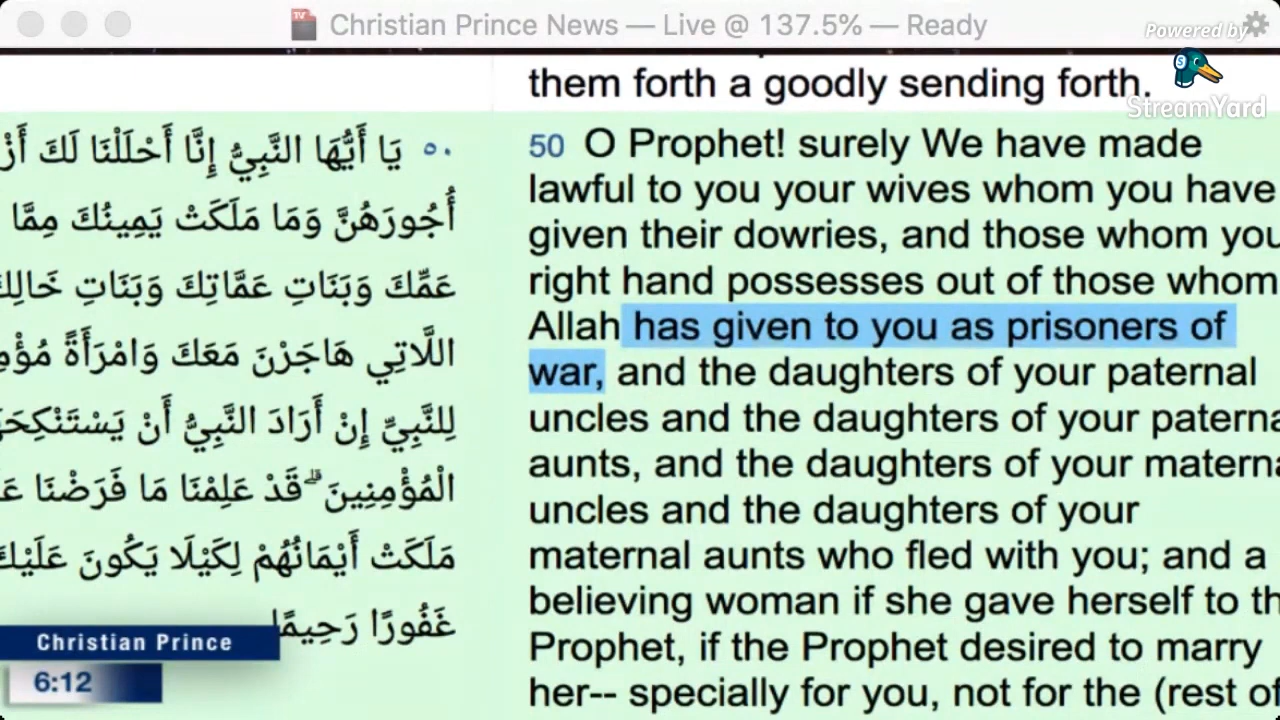 Christian Prince News — Live @ 137.5% — Ready
Powered by
StreamYard
them forth a goodly sending forth.
٥٠ يَا أَيُّهَا النَّبِيُّ إِنَّا أَحْلَلْنَا لَكَ
أُجُورَهُنَّ وَمَا مَلَكَتْ يَمِينُكَ مِمَّا
عَمِّكَ وَبَنَاتِ عَمَّاتِكَ وَبَنَاتِ
اللَّاتِي هَاجَرْنَ مَعَكَ وَامْرَأَةً
لِلنَّبِيِّ إِنْ أَرَادَ النَّبِيُّ أَنْ
الْمُؤْمِنِينَ ۗ قَدْ عَلِمْنَا مَا فَرَضْنَا
مَلَكَتْ أَيْمَانُهُمْ لِكَيْلَا يَكُونَ عَلَيْكَ
غَفُورًا رَحِيمًا
50 O Prophet! surely We have made
lawful to you your wives whom you have
given their dowries, and those whom you
right hand possesses out of those whom
Allah has given to you as prisoners of
war, and the daughters of your paternal
uncles and the daughters of your
aunts, and the daughters of your
uncles and the daughters of your
maternal aunts who fled with you; and a
believing woman if she gave herself to
Prophet, if the Prophet desired to marry
her-- specially for you, not for the (rest of
Christian Prince
6:12